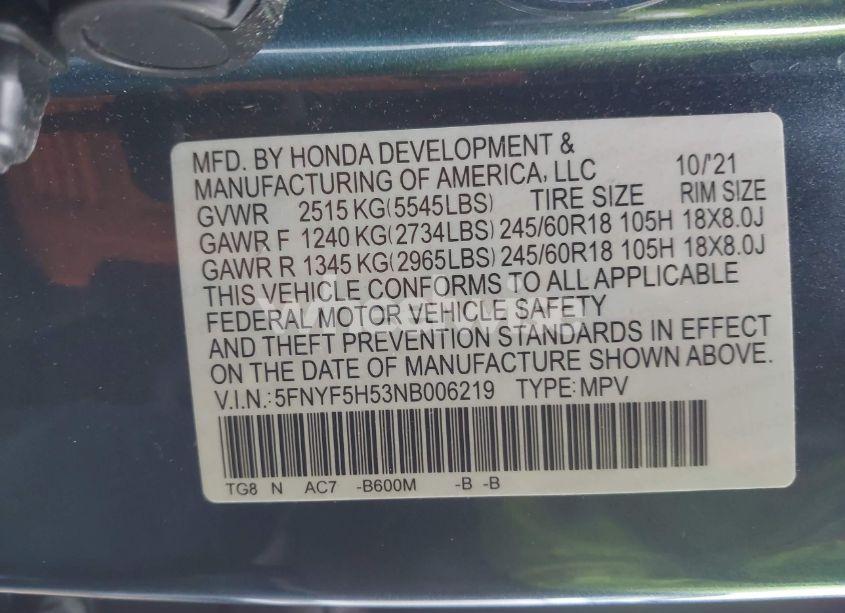 MFD. BY HONDA DEVELOPMENT &
MANUFACTURING OF AMERICA, LLC 10/'21
GVWR 2515 KG(5545LBS) TIRE SIZE RIM SIZE
GAWR F 1240 KG(2734LBS) 245/60R18 105H 18X8.0J
GAWR R 1345 KG(2965LBS) 245/60R18 105H 18X8.0J
THIS VEHICLE CONFORMS TO ALL APPLICABLE
FEDERAL MOTOR VEHICLE SAFETY
AND THEFT PREVENTION STANDARDS IN EFFECT
ON THE DATE OF MANUFACTURE SHOWN ABOVE.
V.I.N.: 5FNYF5H53NB006219 TYPE: MPV
TG8 N AC7 -B600M -B -B